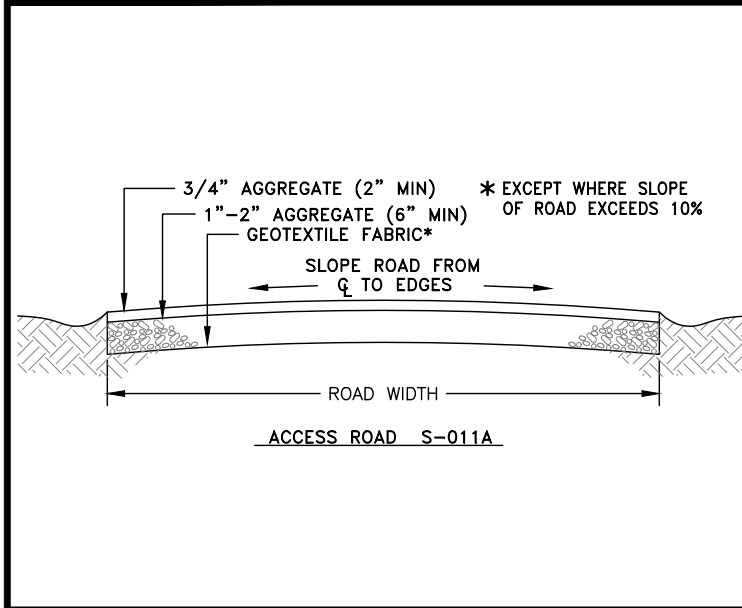 3/4” AGGREGATE (2” MIN)
* EXCEPT WHERE SLOPE
OF ROAD EXCEEDS 10%
1”-2” AGGREGATE (6” MIN)
GEOTEXTILE FABRIC*
SLOPE ROAD FROM
℄ TO EDGES
ROAD WIDTH
ACCESS ROAD S-011A